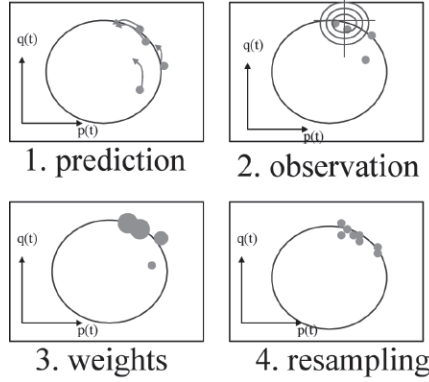 q(t)
p(t)
1. prediction
q(t)
p(t)
2. observation
q(t)
p(t)
3. weights
q(t)
p(t)
4. resampling